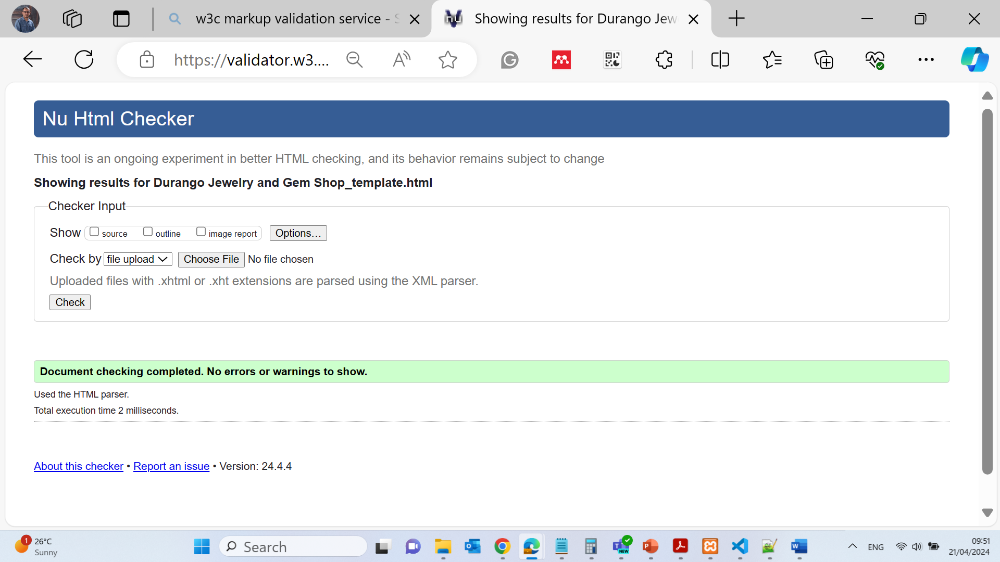 w3c markup validation service - S
Showing results for Durango Jew
https://validator.w3....
Nu Html Checker
This tool is an ongoing experiment in better HTML checking, and its behavior remains subject to change
Showing results for Durango Jewelry and Gem Shop_template.html
Checker Input
Show source outline image report Options...
Check by file upload Choose File No file chosen
Uploaded files with .xhtml or .xht extensions are parsed using the XML parser.
Check
Document checking completed. No errors or warnings to show.
Used the HTML parser.
Total execution time 2 milliseconds.
About this checker • Report an issue • Version: 24.4.4
1
26°C
Sunny
Search
NEW
ENG
09:51
21/04/2024